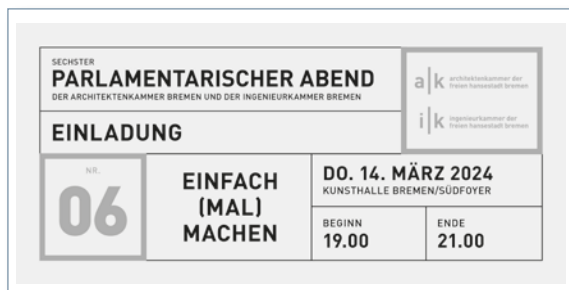 SECHSTER
PARLAMENTARISCHER ABEND
DER ARCHITEKTENKAMMER BREMEN UND DER INGENIEURKAMMER BREMEN
EINLADUNG
a|k architektenkammer der
freien hansestadt bremen
i|k ingenieurkammer der
freien hansestadt bremen
NR.
06
EINFACH
(MAL)
MACHEN
DO. 14. MÄRZ 2024
KUNSTHALLE BREMEN/SÜDFOYER
BEGINN
19.00
ENDE
21.00